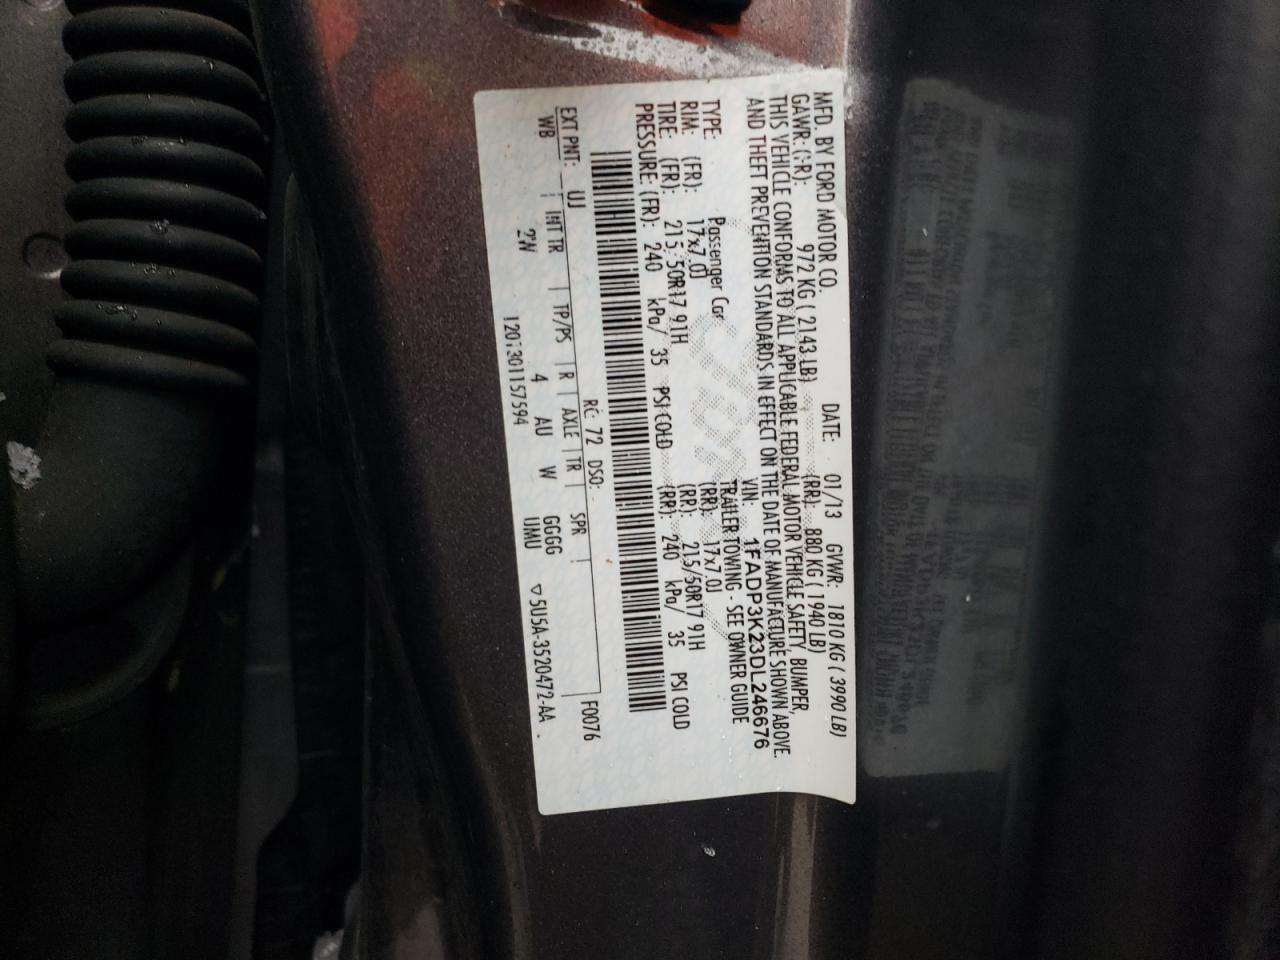 MFD. BY FORD MOTOR CO.
DATE: 01/13 GVWR: 1810 KG ( 3990 LB)
GAWR: (FR): 972 KG ( 2143 LB) (RR): 880 KG ( 1940 LB)
THIS VEHICLE CONFORMS TO ALL APPLICABLE FEDERAL MOTOR VEHICLE SAFETY, BUMPER,
AND THEFT PREVENTION STANDARDS IN EFFECT ON THE DATE OF MANUFACTURE SHOWN ABOVE.
VIN: 1FADP3K23DL246676
TYPE: Passenger Car TRAILER TOWING - SEE OWNER GUIDE
RIM: (FR): 17x7.0J (RR): 17x7.0J
TIRE: (FR): 215/50R17 91H (RR): 215/50R17 91H
PRESSURE: (FR): 240 kPa/ 35 PSI COLD (RR): 240 kPa/ 35 PSI COLD
RC: 72 DSO: F0076
EXT PNT: UJ INT TR TP/PS R AXLE TR SPR
WB 2W 4 AU W GGGG
UMU
1201301157594 ▽5U5A-3520472-AA